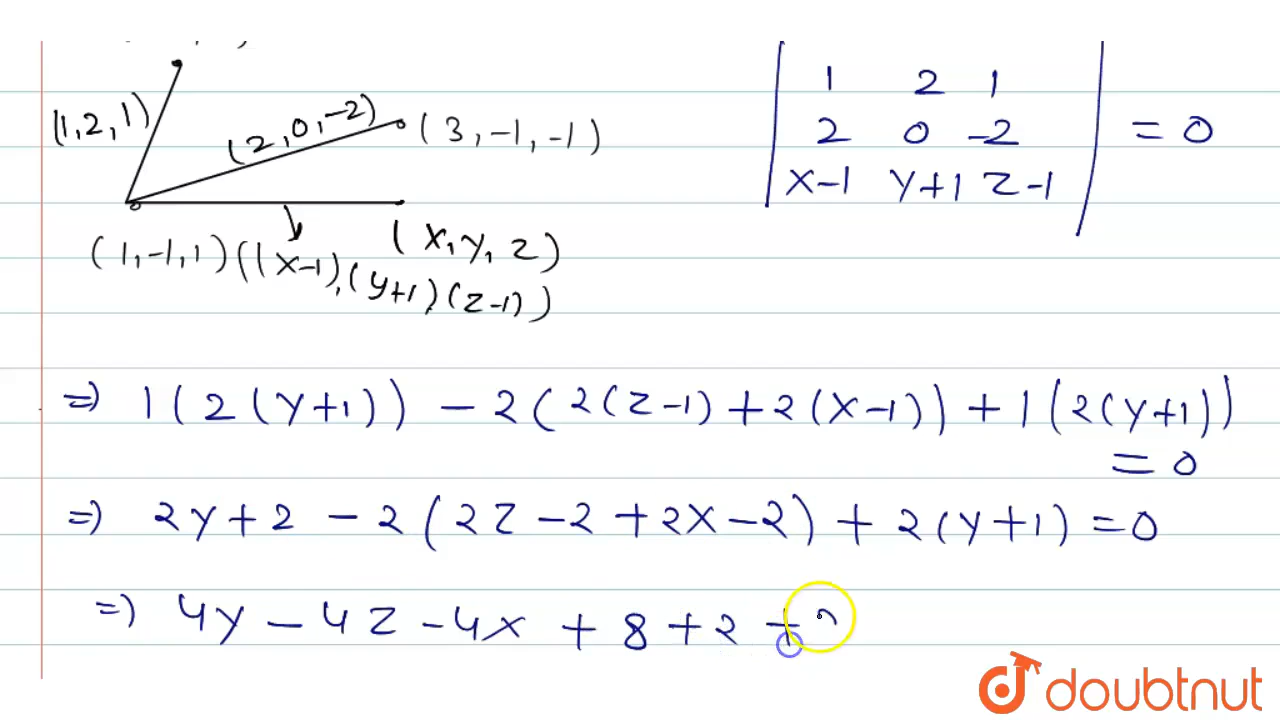 (1,2,1)
(2,0,-2)
(3,-1,-1)
(1,-1,1)
(x,y,z)
((x-1),(y+1)(z-1))
| 1 2 1 |
| 2 0 -2 | = 0
| x-1 y+1 z-1 |
=) 1(2(y+1)) - 2(2(z-1)+2(x-1)) + 1(2(y+1))
= 0
=) 2y+2 - 2(2z-2+2x-2) + 2(y+1) = 0
=) 4y - 4z - 4x + 8 + 2 +
doubtnut